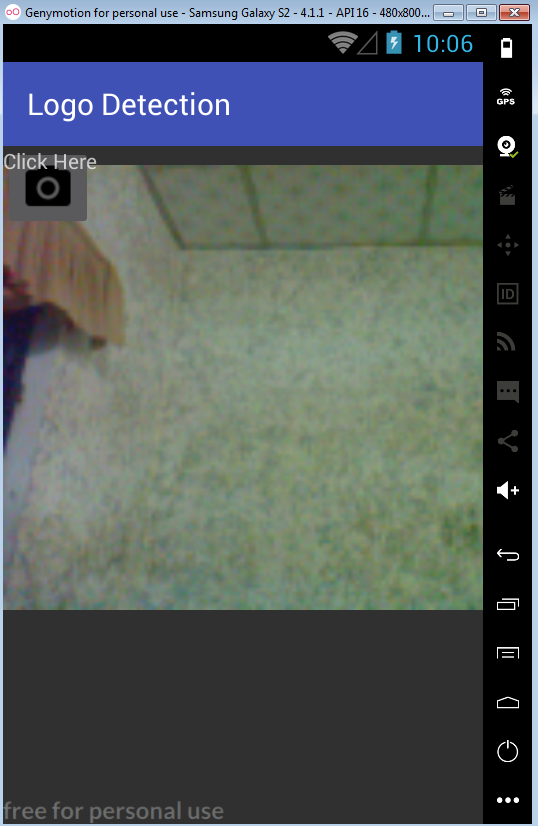 Genymotion for personal use - Samsung Galaxy S2 - 4.1.1 - API 16 - 480x800...
10:06
Logo Detection
GPS
Click Here
ID
free for personal use